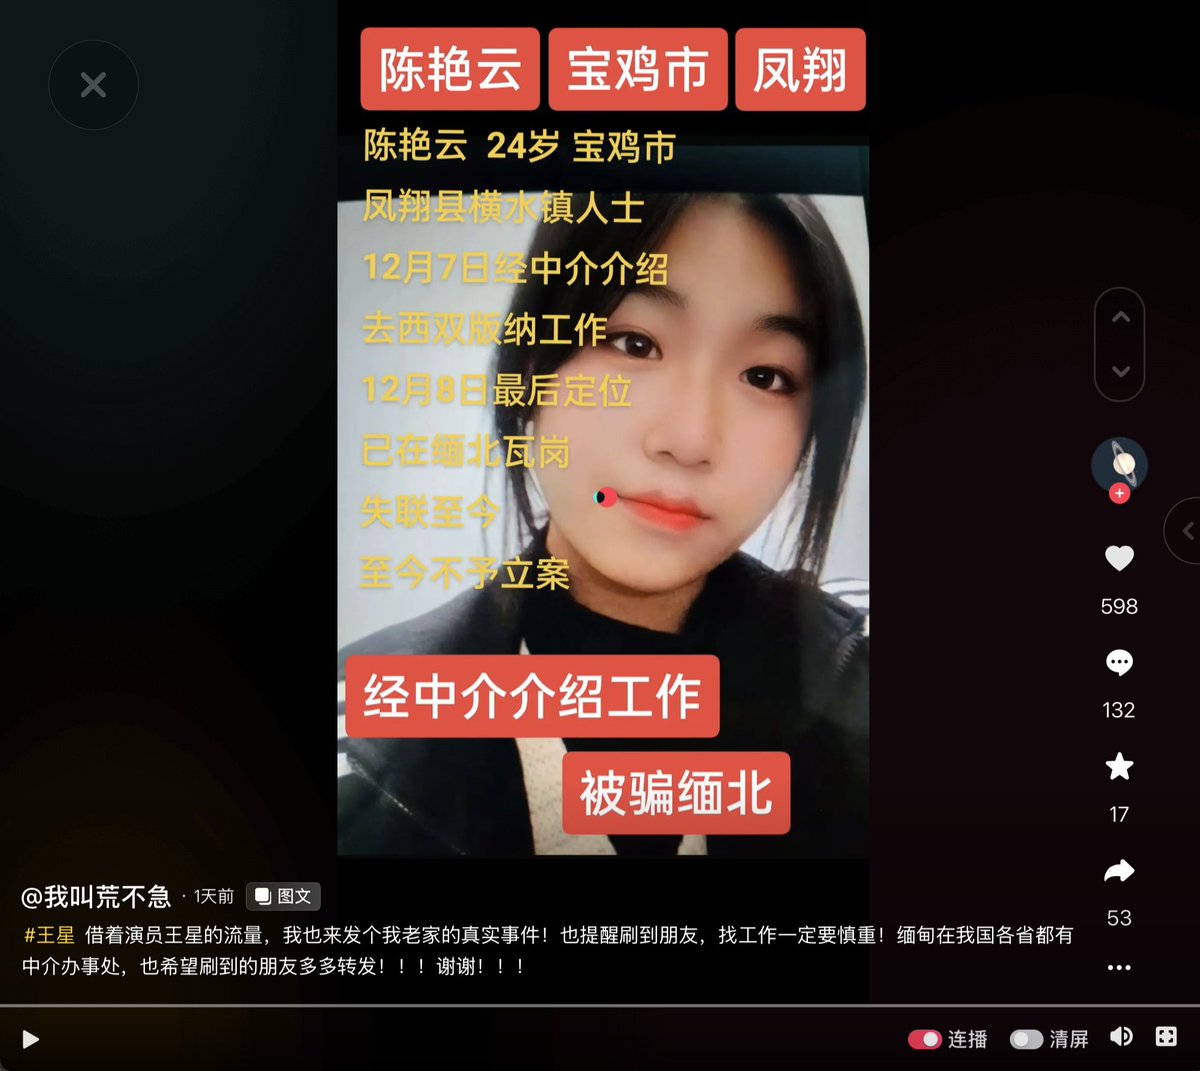 陈艳云 宝鸡市 凤翔
陈艳云 24岁 宝鸡市
凤翔县横水镇人士
12月7日经中介介绍
去西双版纳工作
12月8日最后定位
已在缅北瓦岗
失联至今
至今不予立案
经中介介绍工作
被骗缅北
598
132
17
53
@我叫荒不急 · 1天前 图文
#王星 借着演员王星的流量，我也来发个我老家的真实事件！也提醒刷到朋友，找工作一定要慎重！缅甸在我国各省都有
中介办事处，也希望刷到的朋友多多转发！！！谢谢！！！
连播 清屏